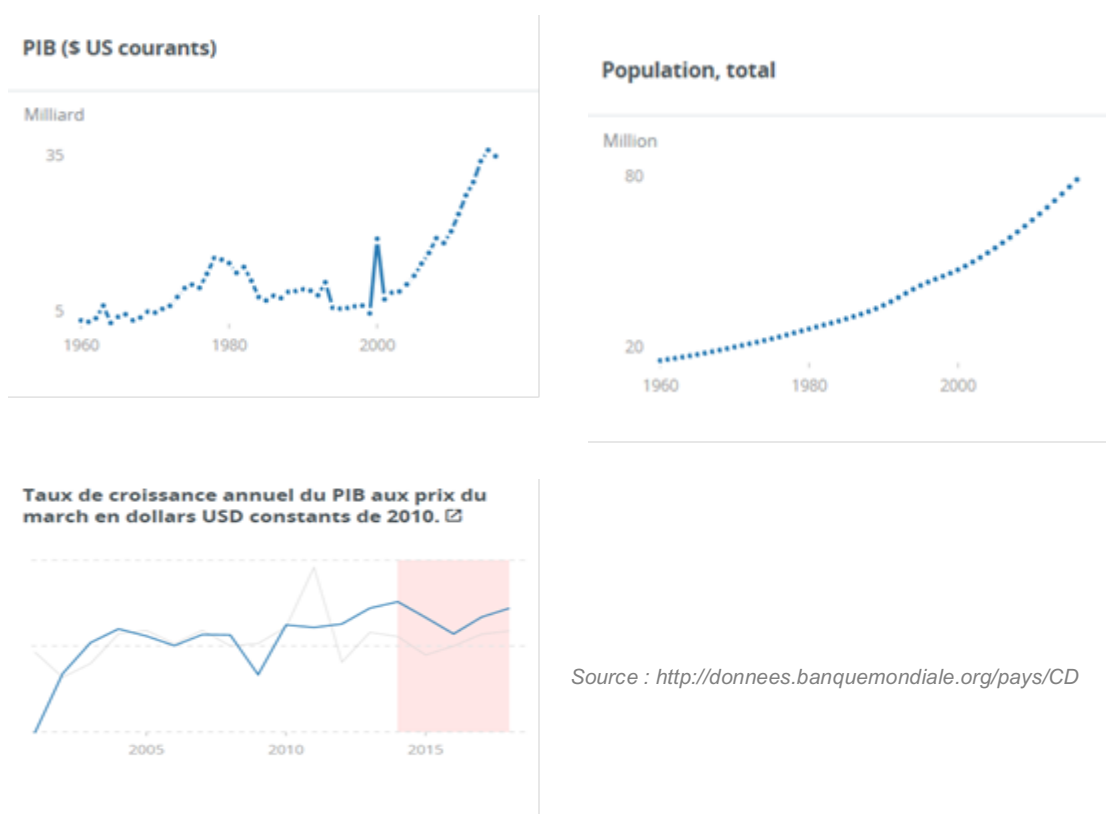 PIB ($ US courants)
Milliard
35
5
1960 1980 2000
Population, total
Million
80
20
1960 1980 2000
Taux de croissance annuel du PIB aux prix du
march en dollars USD constants de 2010.
2005 2010 2015
Source : http://donnees.banquemondiale.org/pays/CD